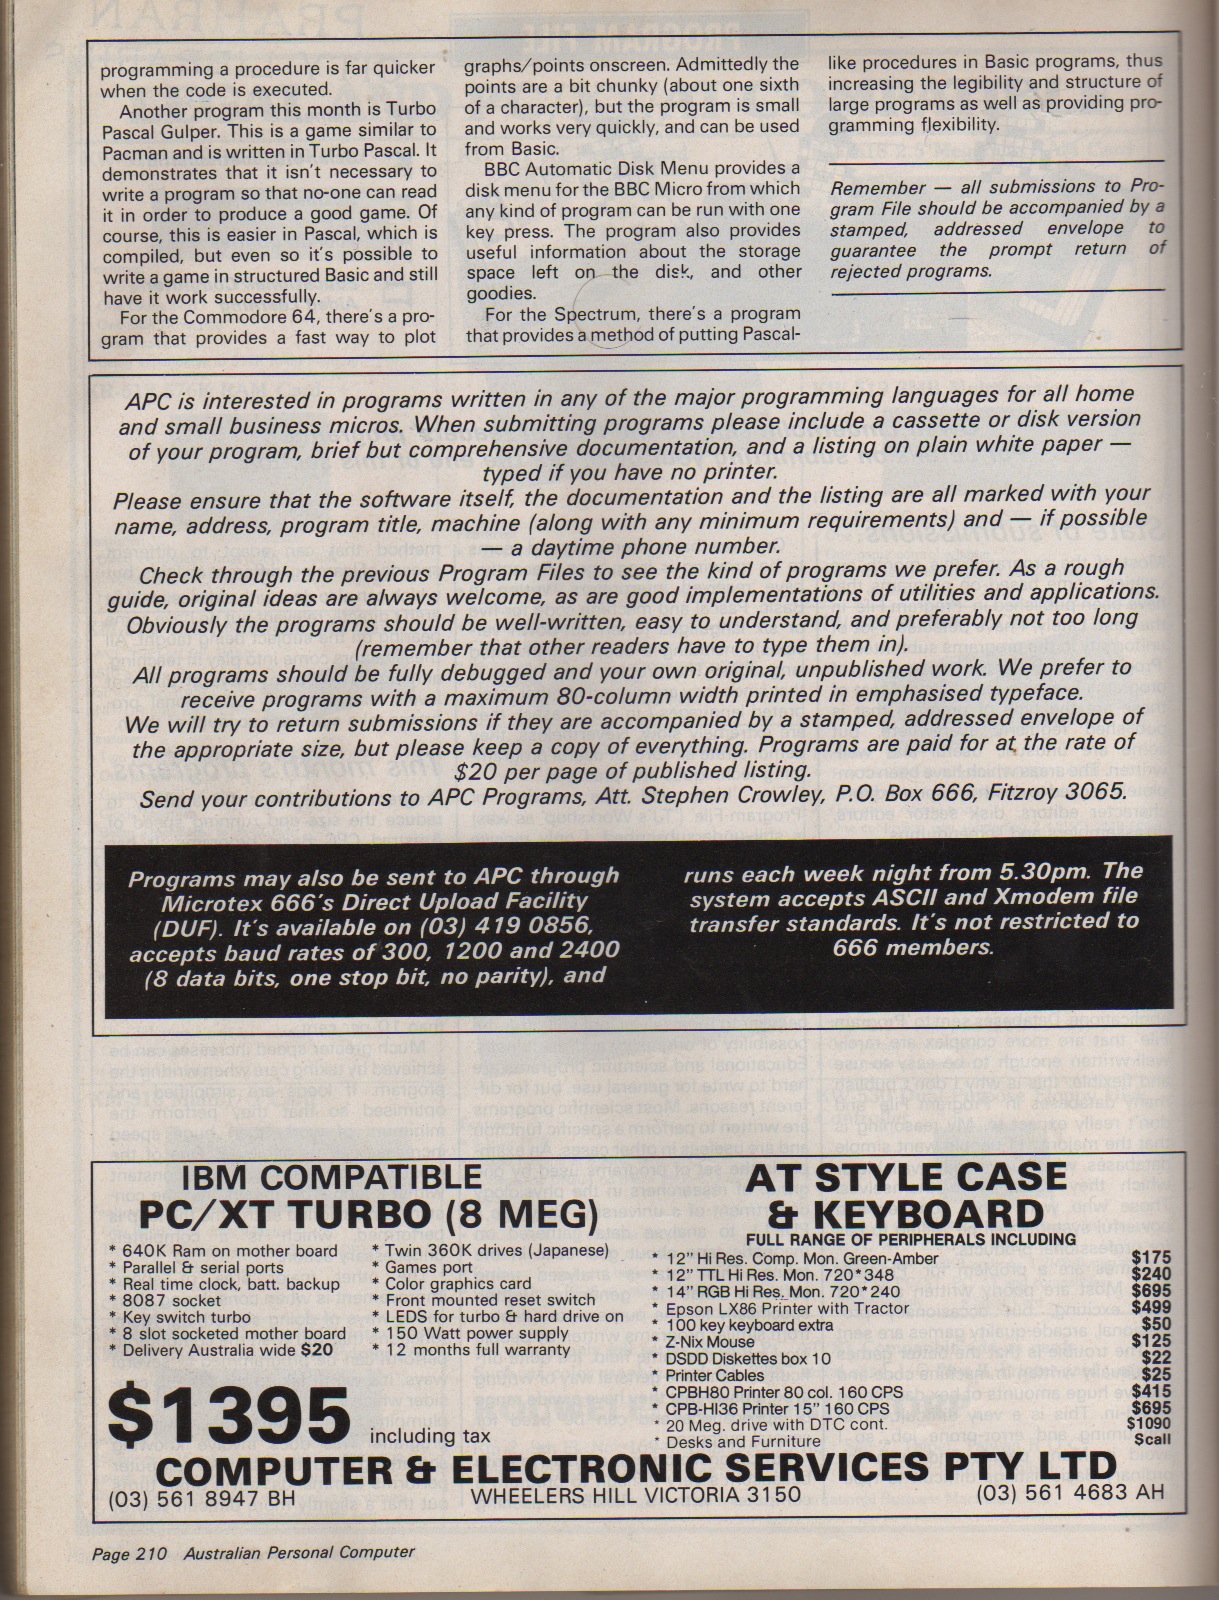 programming a procedure is far quicker
when the code is executed.
Another program this month is Turbo
Pascal Gulper. This is a game similar to
Pacman and is written in Turbo Pascal. It
demonstrates that it isn't necessary to
write a program so that no-one can read
it in order to produce a good game. Of
course, this is easier in Pascal, which is
compiled, but even so it's possible to
write a game in structured Basic and still
have it work successfully.
For the Commodore 64, there's a pro-
gram that provides a fast way to plot
graphs/points onscreen. Admittedly the
points are a bit chunky (about one sixth
of a character), but the program is small
and works very quickly, and can be used
from Basic.
BBC Automatic Disk Menu provides a
disk menu for the BBC Micro from which
any kind of program can be run with one
key press. The program also provides
useful information about the storage
space left on the disk, and other
goodies.
For the Spectrum, there's a program
that provides a method of putting Pascal-
like procedures in Basic programs, thus
increasing the legibility and structure of
large programs as well as providing pro-
gramming flexibility.
Remember — all submissions to Pro-
gram File should be accompanied by a
stamped, addressed envelope to
guarantee the prompt return of
rejected programs.
APC is interested in programs written in any of the major programming languages for all home
and small business micros. When submitting programs please include a cassette or disk version
of your program, brief but comprehensive documentation, and a listing on plain white paper —
typed if you have no printer.
Please ensure that the software itself, the documentation and the listing are all marked with your
name, address, program title, machine (along with any minimum requirements) and — if possible
— a daytime phone number.
Check through the previous Program Files to see the kind of programs we prefer. As a rough
guide, original ideas are always welcome, as are good implementations of utilities and applications.
Obviously the programs should be well-written, easy to understand, and preferably not too long
(remember that other readers have to type them in).
All programs should be fully debugged and your own original, unpublished work. We prefer to
receive programs with a maximum 80-column width printed in emphasised typeface.
We will try to return submissions if they are accompanied by a stamped, addressed envelope of
the appropriate size, but please keep a copy of everything. Programs are paid for at the rate of
$20 per page of published listing.
Send your contributions to APC Programs, Att. Stephen Crowley, P.O. Box 666, Fitzroy 3065.
Programs may also be sent to APC through
Microtex 666's Direct Upload Facility
(DUF). It's available on (03) 419 0856,
accepts baud rates of 300, 1200 and 2400
(8 data bits, one stop bit, no parity), and
runs each week night from 5.30pm. The
system accepts ASCII and Xmodem file
transfer standards. It's not restricted to
666 members.
IBM COMPATIBLE
PC/XT TURBO (8 MEG)
* 640K Ram on mother board
* Parallel & serial ports
* Real time clock, batt. backup
* 8087 socket
* Key switch turbo
* 8 slot socketed mother board
* Delivery Australia wide $20
* Twin 360K drives (Japanese)
* Games port
* Color graphics card
* Front mounted reset switch
* LEDS for turbo & hard drive on
* 150 Watt power supply
* 12 months full warranty
$1395 including tax
AT STYLE CASE
& KEYBOARD
FULL RANGE OF PERIPHERALS INCLUDING
* 12" Hi Res. Comp. Mon. Green-Amber $175
* 12" TTL Hi Res. Mon. 720*348 $240
* 14" RGB Hi Res. Mon. 720*240 $695
* Epson LX86 Printer with Tractor $499
* 100 key keyboard extra $50
* Z-Nix Mouse $125
* DSDD Diskettes box 10 $22
* Printer Cables $25
* CPBH80 Printer 80 col. 160 CPS $415
* CPB-HI36 Printer 15" 160 CPS $695
* 20 Meg. drive with DTC cont. $1090
* Desks and Furniture $call
COMPUTER & ELECTRONIC SERVICES PTY LTD
(03) 561 8947 BH WHEELERS HILL VICTORIA 3150 (03) 561 4683 AH
Page 210 Australian Personal Computer